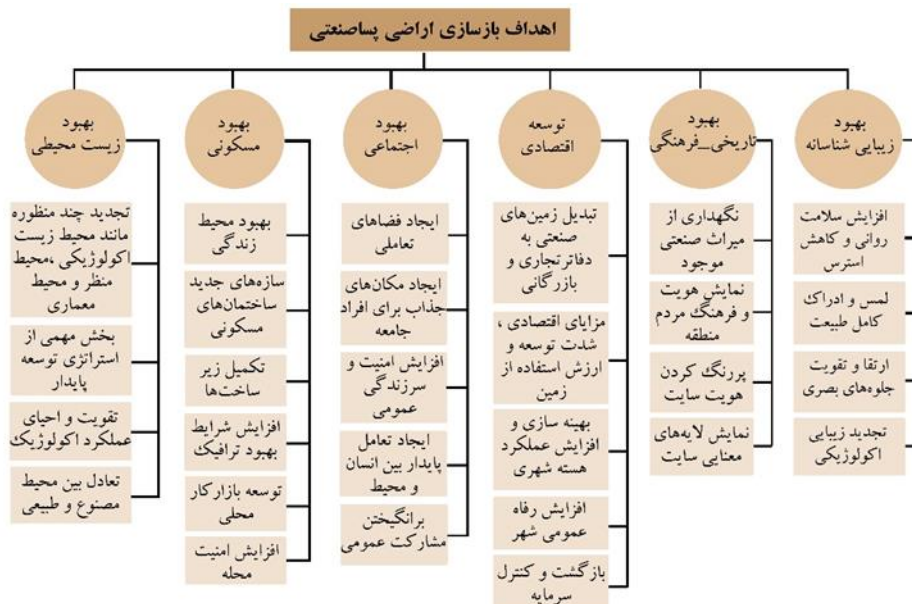 اهداف بازسازی اراضی پساصنعتی
بهبود
زیبایی شناسانه
افزایش سلامت
روانی و کاهش
استرس
لمس و ادراک
کامل طبیعت
ارتقا و تقویت
جلوه‌های بصری
تجدید زیبایی
اکولوژیکی
بهبود
تاریخی_فرهنگی
نگهداری از
میراث صنعتی
موجود
نمایش هویت
و فرهنگ مردم
منطقه
پررنگ کردن
هویت سایت
نمایش لایه‌های
معنایی سایت
توسعه
اقتصادی
تبدیل زمین‌های
صنعتی به
دفاترتجاری و
بازرگانی
مزایای اقتصادی ،
شدت توسعه و
ارزش استفاده از
زمین
بهینه سازی و
افزایش عملکرد
هسته شهری
افزایش رفاه
عمومی شهر
بازگشت و کنترل
سرمایه
بهبود
اجتماعی
ایجاد فضاهای
تعاملی
ایجاد مکان‌های
جذاب برای افراد
جامعه
افزایش امنیت و
سرزندگی
عمومی
ایجاد تعامل
پایدار بین انسان
و محیط
برانگیختن
مشارکت عمومی
بهبود
مسکونی
بهبود محیط
زندگی
سازه‌های جدید
ساختمان‌های
مسکونی
تکمیل زیر
ساخت‌ها
افزایش شرایط
بهبود ترافیک
توسعه بازارکار
محلی
افزایش امنیت
محله
بهبود
زیست محیطی
تجدید چند منظوره
مانند محیط زیست
اکولوژیکی ،محیط
منظر و محیط
معماری
بخش مهمی از
استراتژی توسعه
پایدار
تقویت و احیای
عملکرد اکولوژیک
تعادل بین محیط
مصنوع و طبیعی